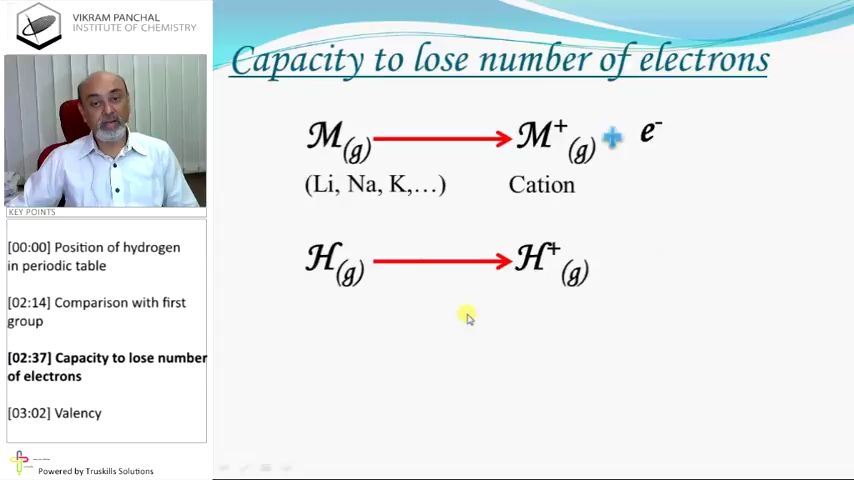 VIKRAM PANCHAL
INSTITUTE OF CHEMISTRY
Capacity to lose number of electrons
M(g) → M⁺(g) + e⁻
(Li, Na, K,...) Cation
H(g) → H⁺(g)
KEY POINTS
[00:00] Position of hydrogen
in periodic table
[02:14] Comparison with first
group
[02:37] Capacity to lose number
of electrons
[03:02] Valency
Powered by Truskills Solutions